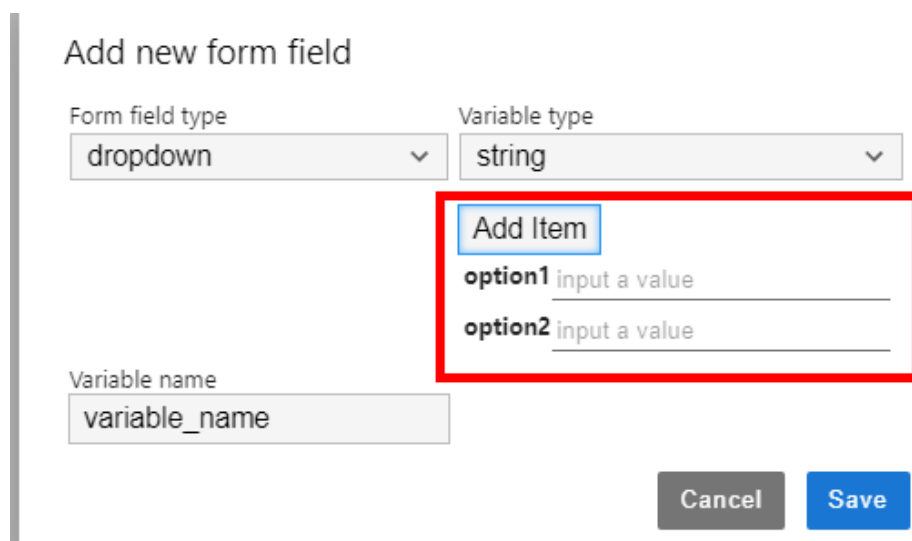 Add new form field
Form field type
Variable type
dropdown
string
Add Item
option1 input a value
option2 input a value
Variable name
variable_name
Cancel Save